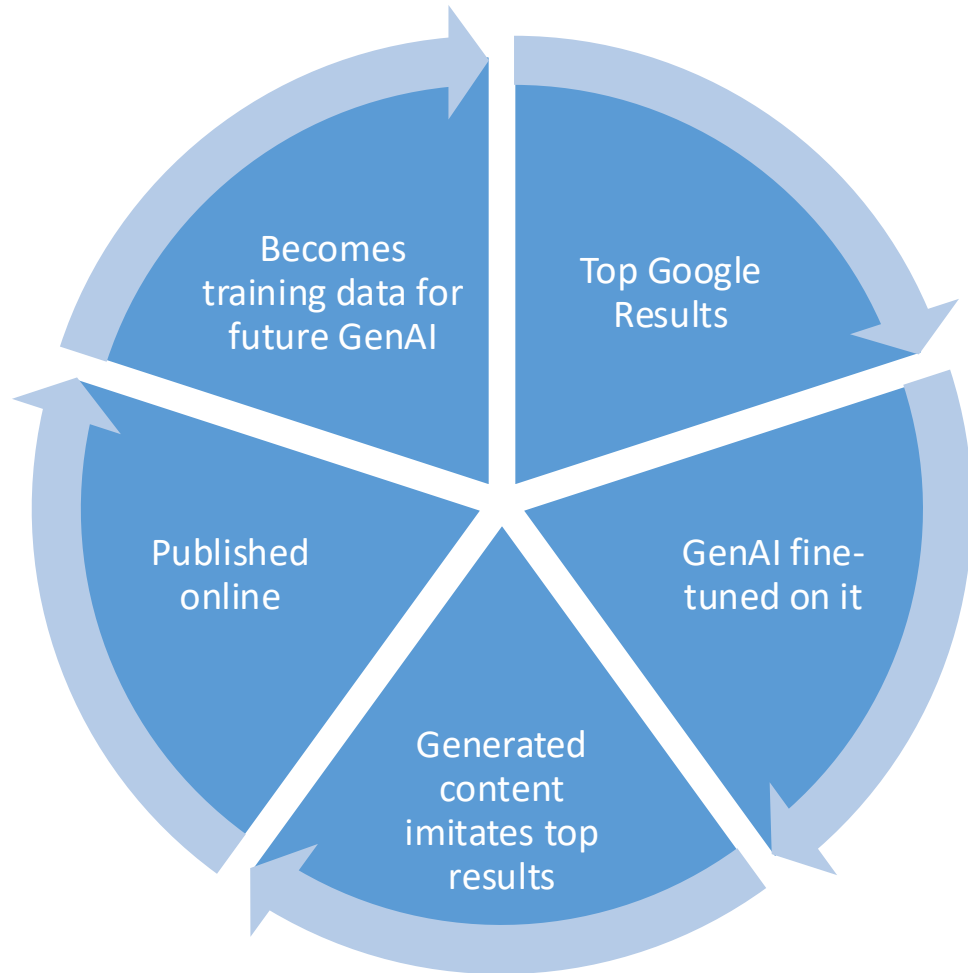 Top Google
Results
GenAI fine-
tuned on it
Generated
content
imitates top
results
Published
online
Becomes
training data for
future GenAI